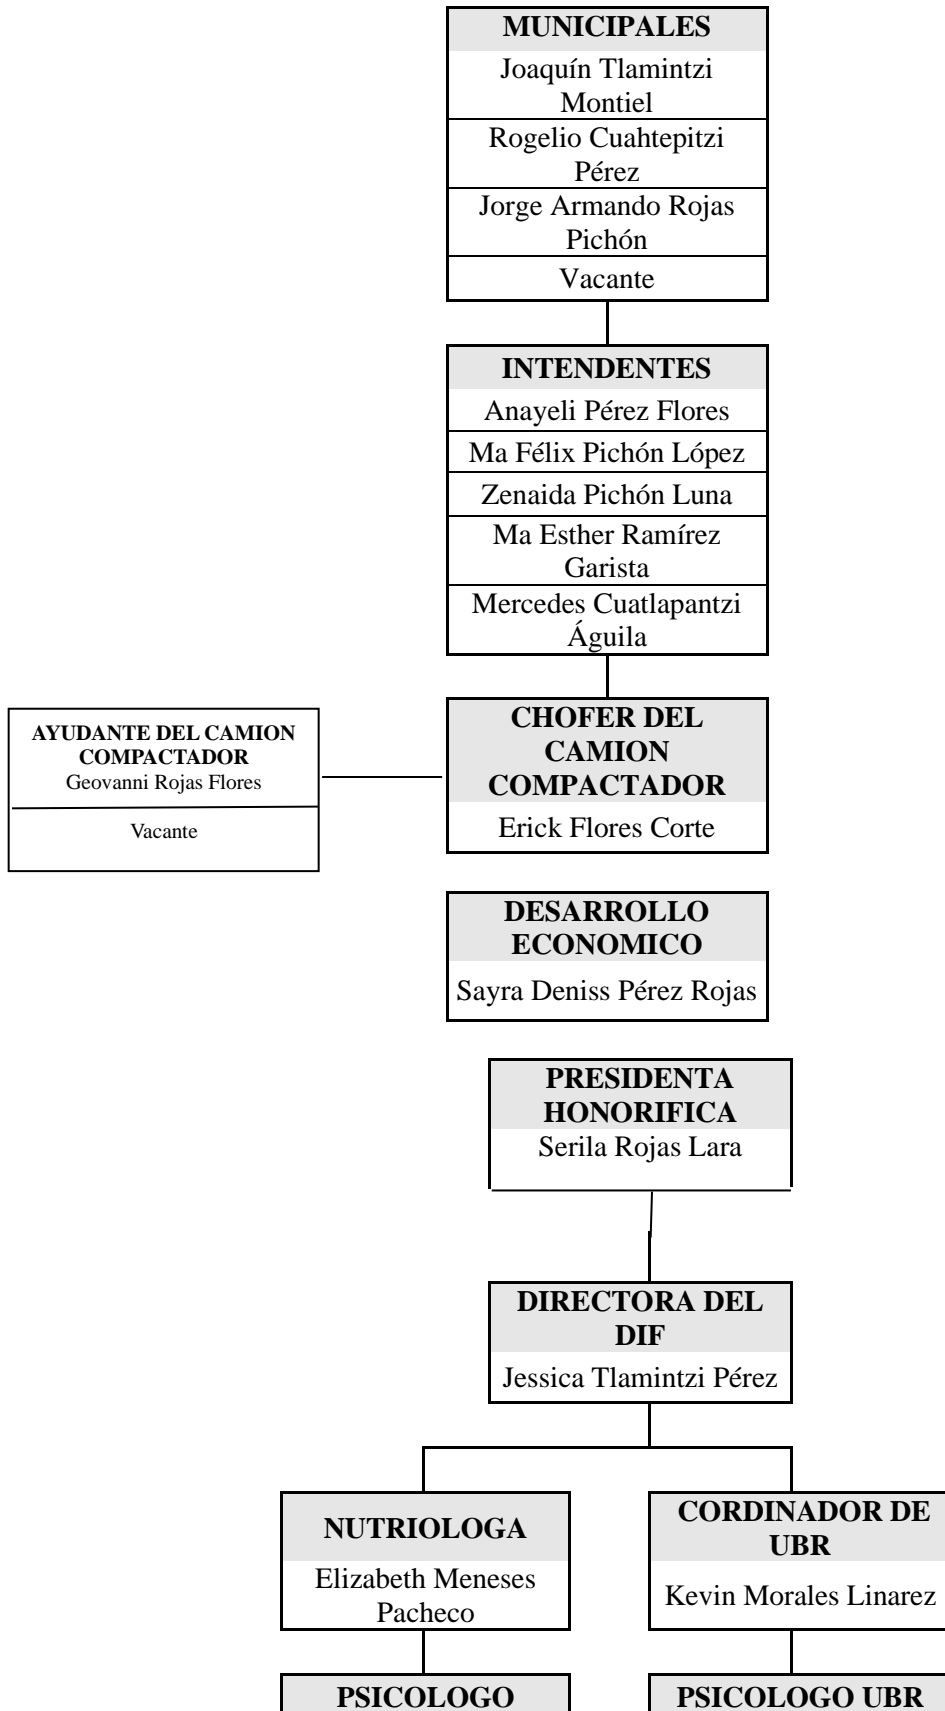 MUNICIPALES
Joaquín Tlamintzi
Montiel
Rogelio Cuahtepitzi
Pérez
Jorge Armando Rojas
Pichón
Vacante
INTENDENTES
Anayeli Pérez Flores
Ma Félix Pichón López
Zenaida Pichón Luna
Ma Esther Ramírez
Garista
Mercedes Cuatlapantzi
Águila
AYUDANTE DEL CAMION
COMPACTADOR
Geovanni Rojas Flores
Vacante
CHOFER DEL
CAMION
COMPACTADOR
Erick Flores Corte
DESARROLLO
ECONOMICO
Sayra Deniss Pérez Rojas
PRESIDENTA
HONORIFICA
Serila Rojas Lara
DIRECTORA DEL
DIF
Jessica Tlamintzi Pérez
NUTRIOLOGA
Elizabeth Meneses
Pacheco
CORDINADOR DE
UBR
Kevin Morales Linarez
PSICOLOGO
PSICOLOGO UBR